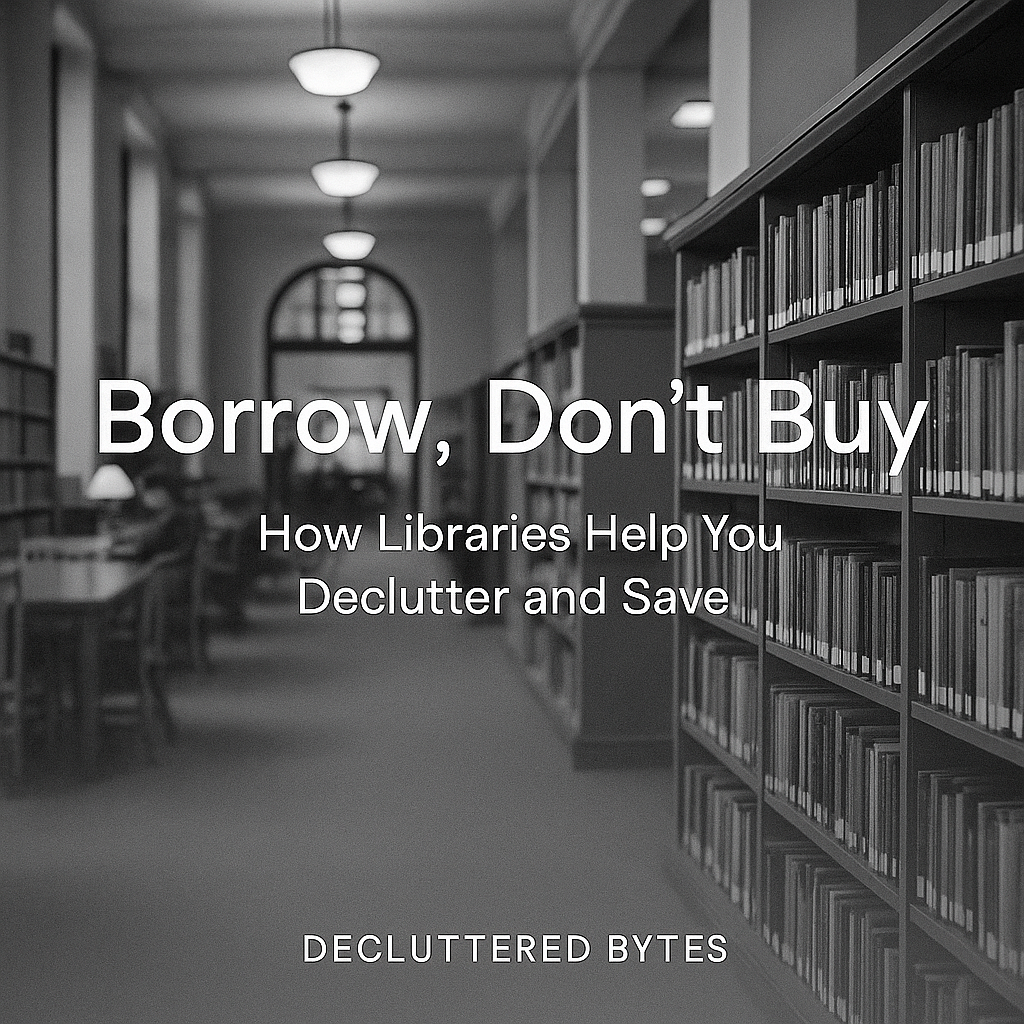 Borrow, Don’t Buy
How Libraries Help You
Declutter and Save
DECLUTTERED BYTES